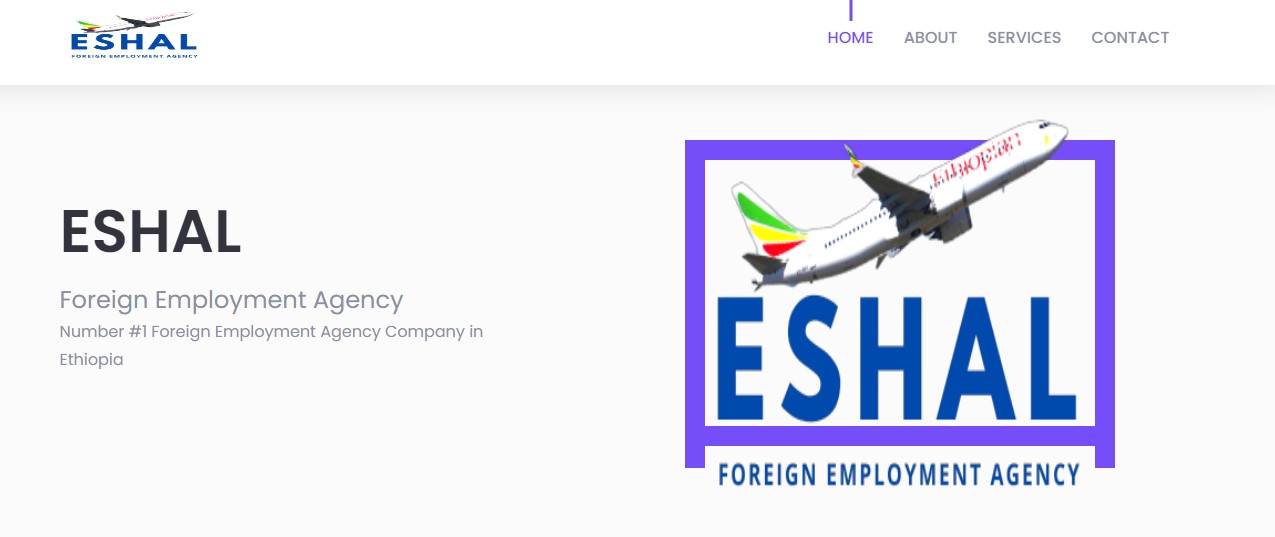 ESHAL
FOREIGN EMPLOYMENT AGENCY
HOME ABOUT SERVICES CONTACT
ESHAL
Foreign Employment Agency
Number #1 Foreign Employment Agency Company in
Ethiopia
Ethiopian
ESHAL
FOREIGN EMPLOYMENT AGENCY